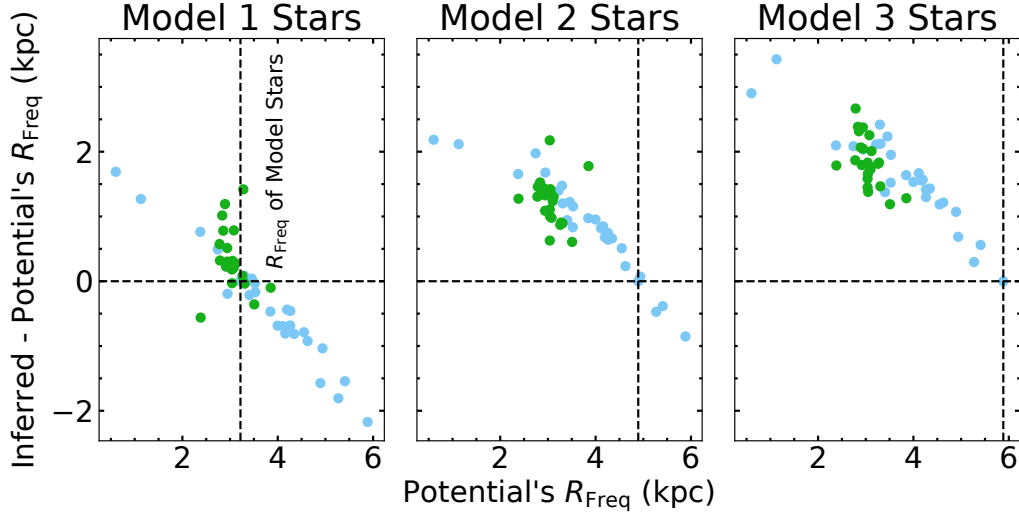 Model 1 Stars
Model 2 Stars
Model 3 Stars
Inferred - Potential's R_Freq (kpc)
2
0
−2
R_Freq of Model Stars
2
4
6
2
4
6
2
4
6
Potential's R_Freq (kpc)